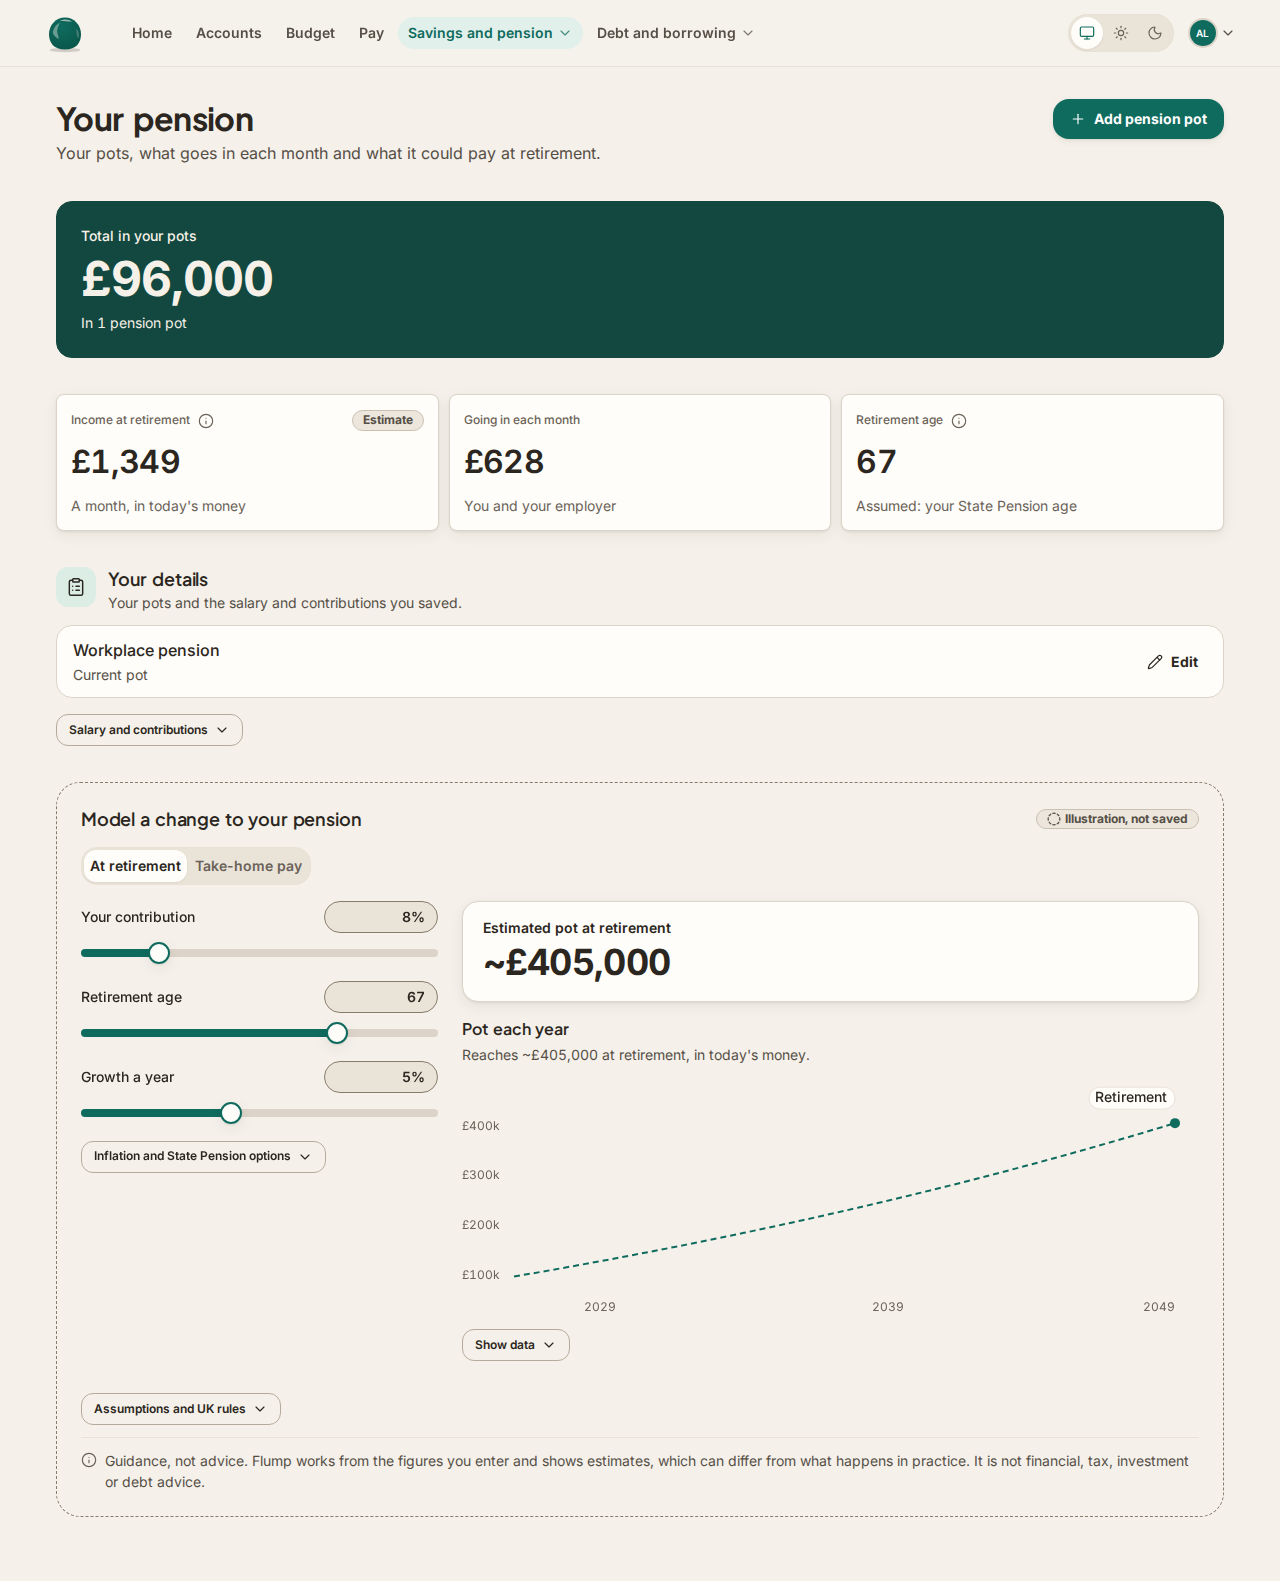 Home
Accounts
Budget
Pay
Savings and pension
Debt and borrowing
AL
Your pension
Your pots, what goes in each month and what it could pay at retirement.
Add pension pot
Total in your pots
£96,000
In 1 pension pot
Income at retirement
Estimate
£1,349
A month, in today's money
Going in each month
£628
You and your employer
Retirement age
67
Assumed: your State Pension age
Your details
Your pots and the salary and contributions you saved.
Workplace pension
Current pot
Edit
Salary and contributions
Model a change to your pension
Illustration, not saved
At retirement
Take-home pay
Your contribution
8%
Retirement age
67
Growth a year
5%
Inflation and State Pension options
Estimated pot at retirement
~£405,000
Pot each year
Reaches ~£405,000 at retirement, in today's money.
Retirement
£400k
£300k
£200k
£100k
2029
2039
2049
Show data
Assumptions and UK rules
Guidance, not advice. Flump works from the figures you enter and shows estimates, which can differ from what happens in practice. It is not financial, tax, investment
or debt advice.